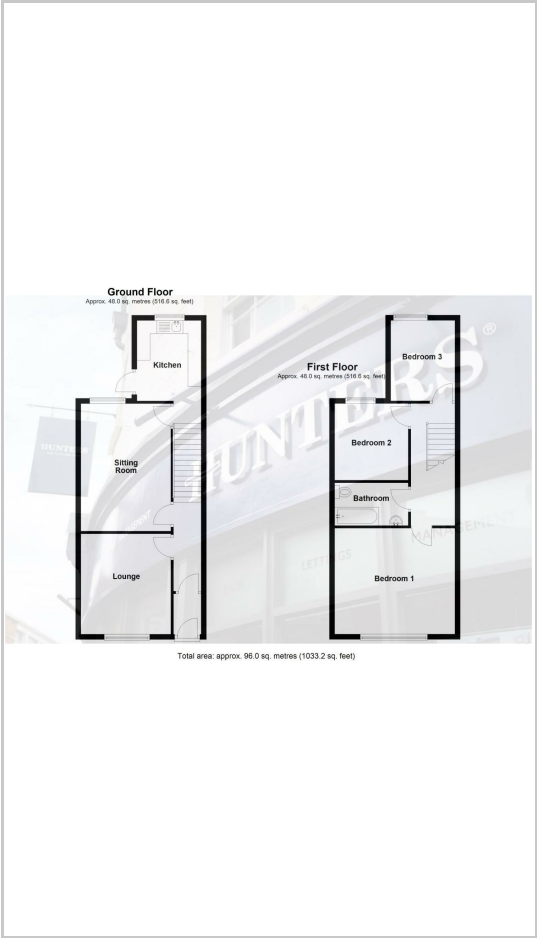 Ground Floor
Approx. 48.0 sq. metres (516.6 sq. feet)
Kitchen
Sitting
Room
Lounge
First Floor
Approx. 48.0 sq. metres (516.6 sq. feet)
Bedroom 3
Bedroom 2
Bathroom
Bedroom 1
HUNTERS®
HUNTERS
LETTINGS
MANAGEMENT
Total area: approx. 96.0 sq. metres (1033.2 sq. feet)